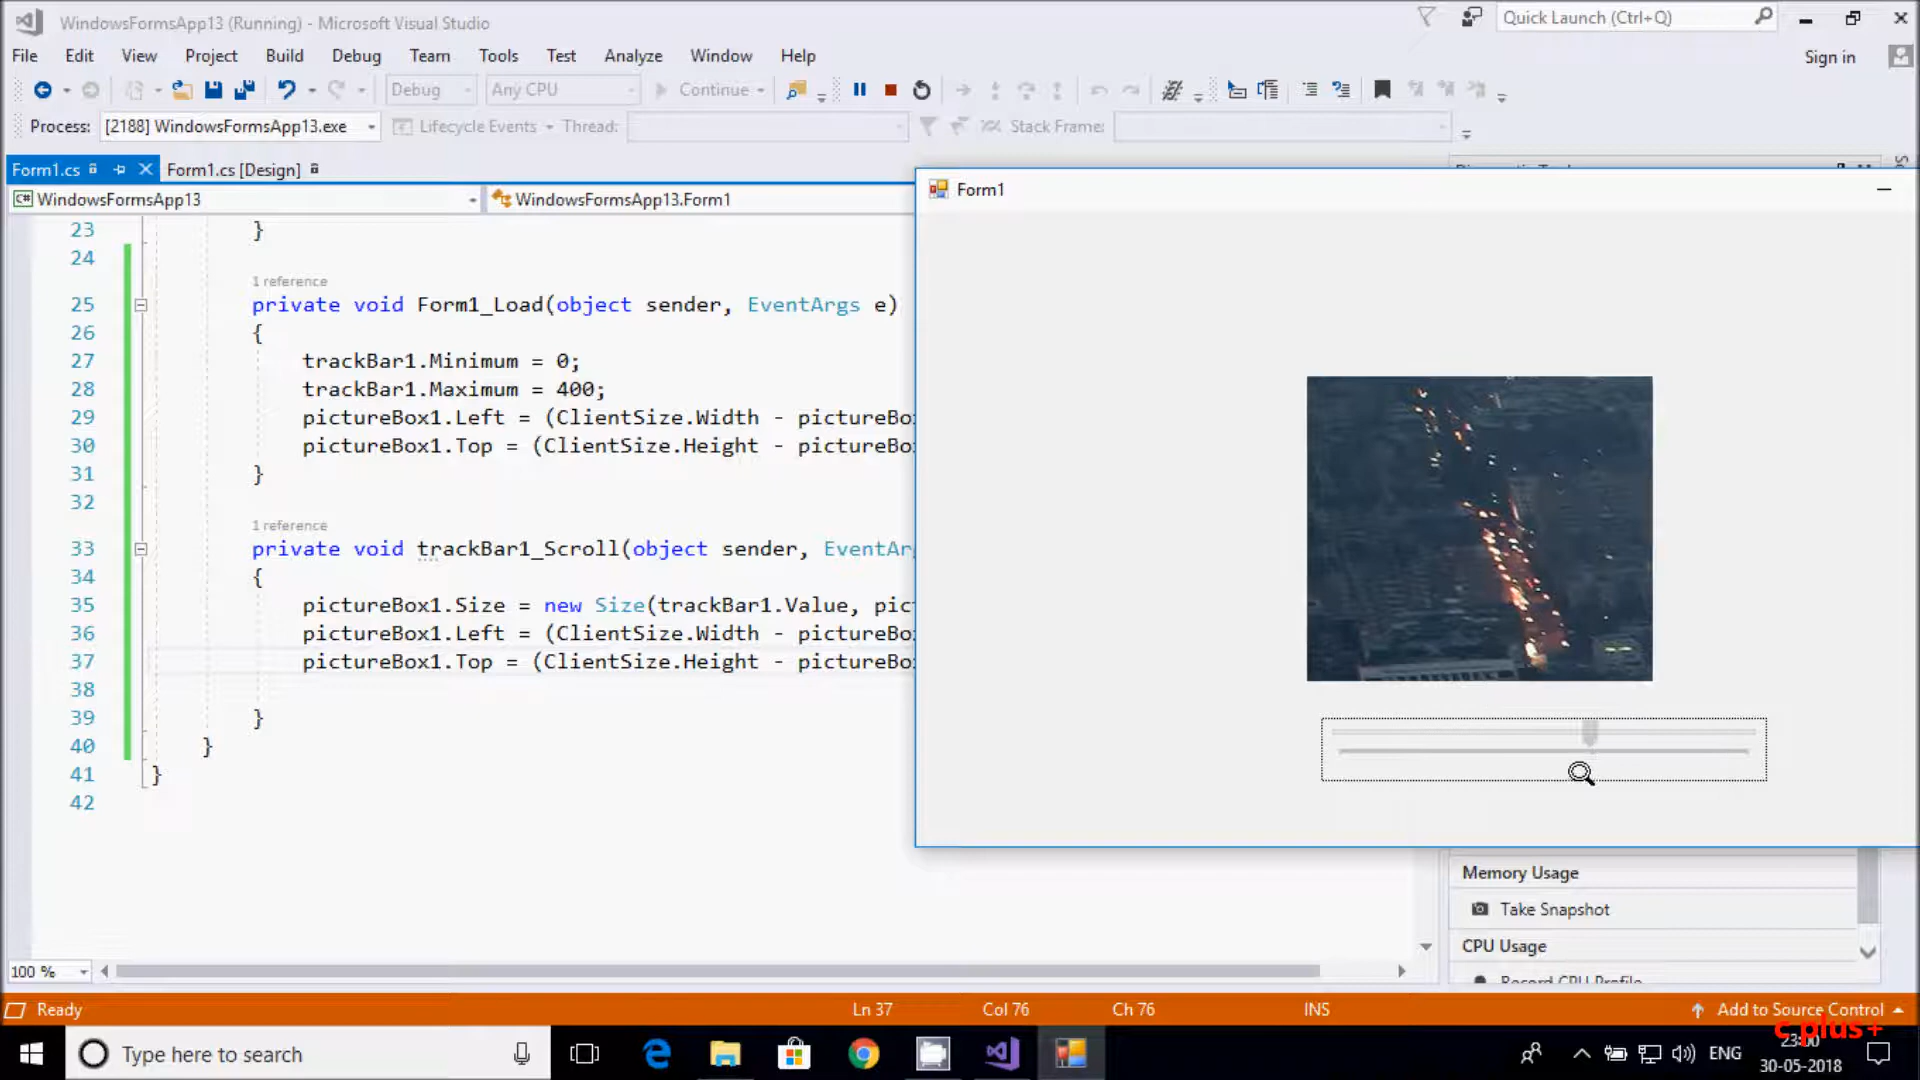 WindowsFormsApp13 (Running) - Microsoft Visual Studio
Quick Launch (Ctrl+Q)
File Edit View Project Build Debug Team Tools Test Analyze Window Help
Sign in
Debug Any CPU Continue
Process: [2188] WindowsFormsApp13.exe Lifecycle Events Thread: Stack Frame:
Form1.cs Form1.cs [Design]
WindowsFormsApp13 WindowsFormsApp13.Form1
Form1
23 }
24
1 reference
25 private void Form1_Load(object sender, EventArgs e)
26 {
27 trackBar1.Minimum = 0;
28 trackBar1.Maximum = 400;
29 pictureBox1.Left = (ClientSize.Width - pictureBo
30 pictureBox1.Top = (ClientSize.Height - pictureBo
31 }
32
1 reference
33 private void trackBar1_Scroll(object sender, EventAr
34 {
35 pictureBox1.Size = new Size(trackBar1.Value, pic
36 pictureBox1.Left = (ClientSize.Width - pictureBo
37 pictureBox1.Top = (ClientSize.Height - pictureBo
38
39 }
40 }
41 }
42
Memory Usage
Take Snapshot
CPU Usage
Record CPU Profile
100 %
Ready Ln 37 Col 76 Ch 76 INS Add to Source Control
c plus+
Type here to search
ENG
23:00
30-05-2018